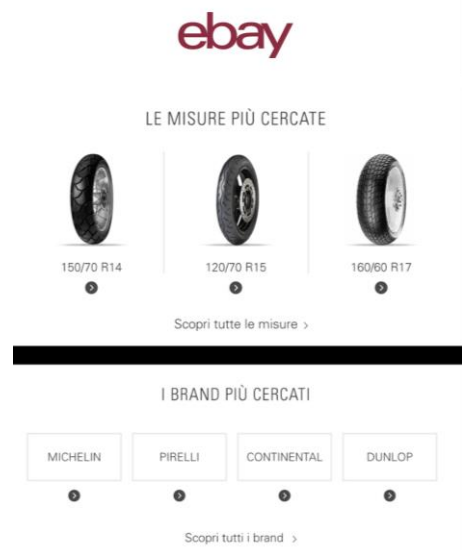 ebay
LE MISURE PIÙ CERCATE
150/70 R14
120/70 R15
160/60 R17
Scopri tutte le misure >
I BRAND PIÙ CERCATI
MICHELIN
PIRELLI
CONTINENTAL
DUNLOP
Scopri tutti i brand >